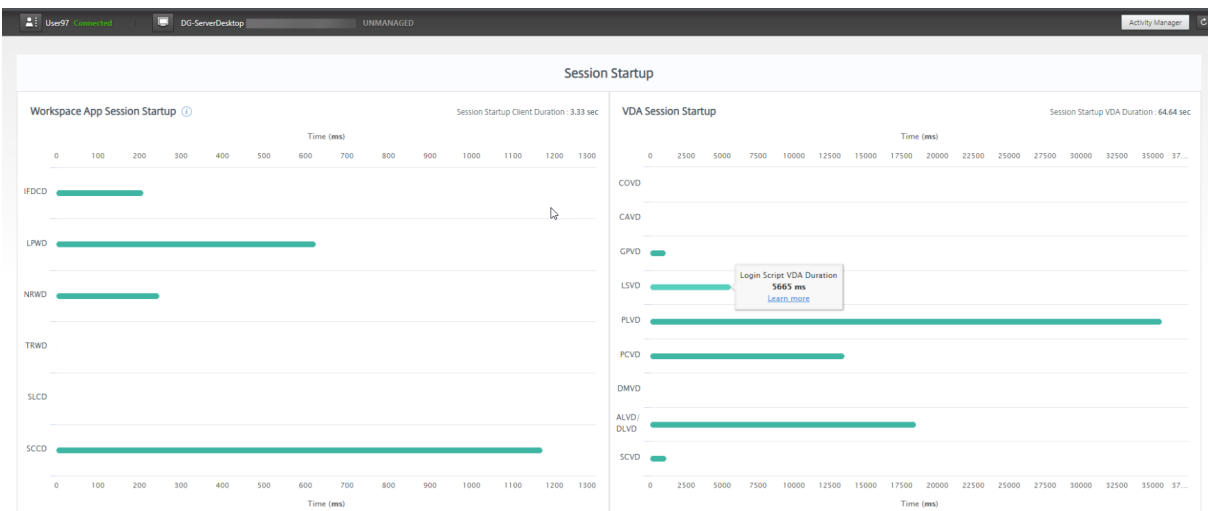 User97 Connected DG-ServerDesktop UNMANAGED Activity Manager
Session Startup
Workspace App Session Startup Session Startup Client Duration : 3.33 sec
Time (ms)
0 100 200 300 400 500 600 700 800 900 1000 1100 1200 1300
IFDCD
LPWD
NRWD
TRWD
SLCD
SCCD
0 100 200 300 400 500 600 700 800 900 1000 1100 1200 1300
Time (ms)
VDA Session Startup Session Startup VDA Duration : 64.64 sec
Time (ms)
0 2500 5000 7500 10000 12500 15000 17500 20000 22500 25000 27500 30000 32500 35000 37...
COVD
CAVD
GPVD
LSVD
Login Script VDA Duration
5665 ms
Learn more
PLVD
PCVD
DMVD
ALVD/
DLVD
SCVD
0 2500 5000 7500 10000 12500 15000 17500 20000 22500 25000 27500 30000 32500 35000 37...
Time (ms)